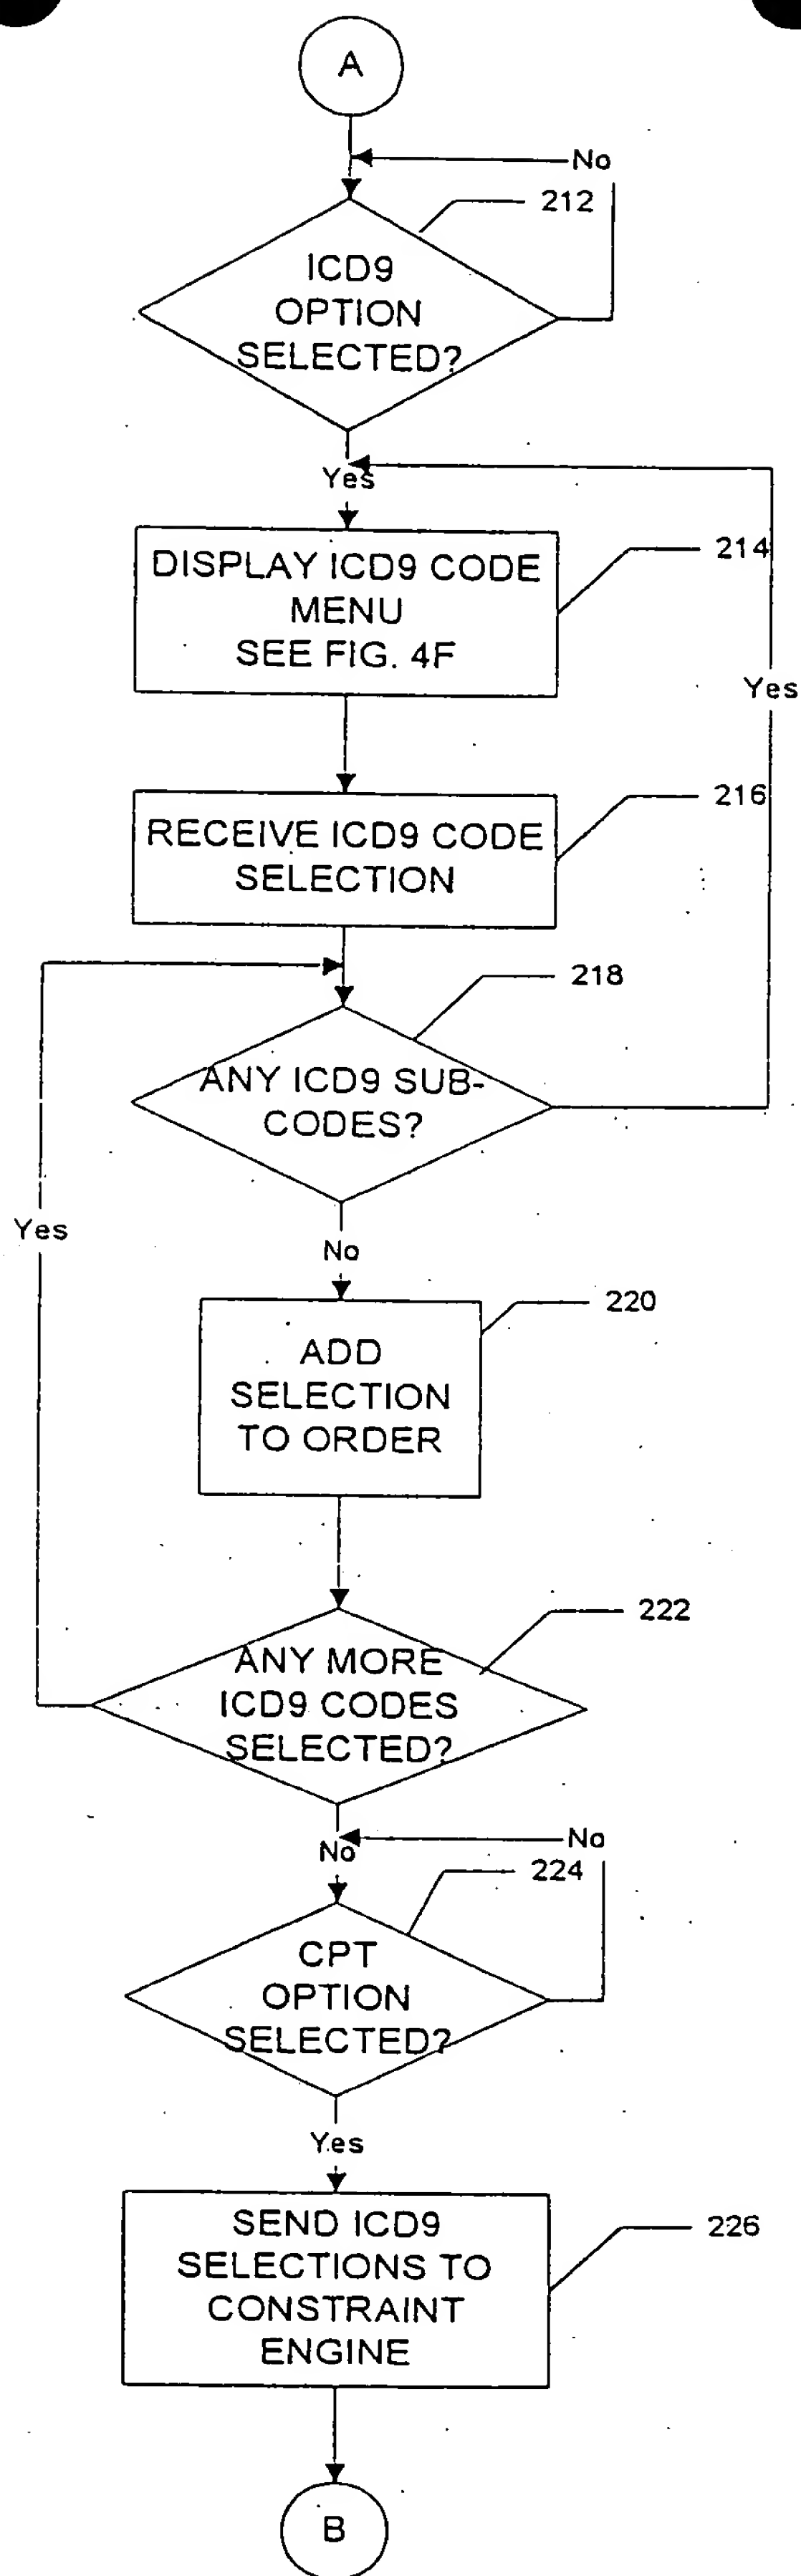 A
No
212
ICD9
OPTION
SELECTED?
Yes
DISPLAY ICD9 CODE
MENU
SEE FIG. 4F
214
Yes
RECEIVE ICD9 CODE
SELECTION
216
218
ANY ICD9 SUB-
CODES?
Yes
No
220
ADD
SELECTION
TO ORDER
222
ANY MORE
ICD9 CODES
SELECTED?
No
No
224
CPT
OPTION
SELECTED?
Yes
SEND ICD9
SELECTIONS TO
CONSTRAINT
ENGINE
226
B